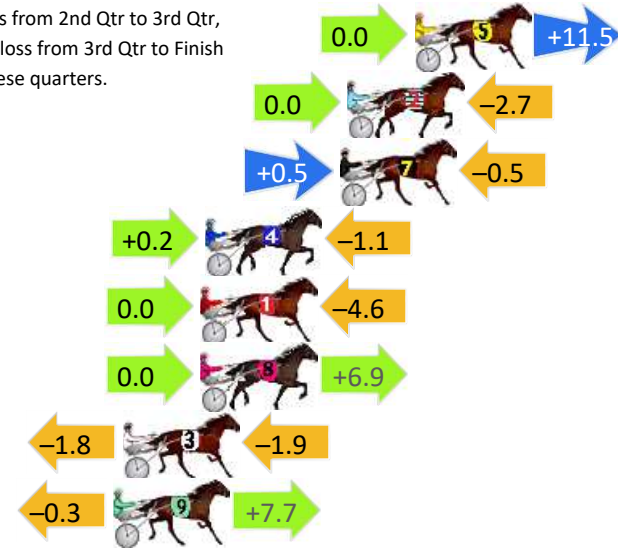 s from 2nd Qtr to 3rd Qtr,
loss from 3rd Qtr to Finish
ese quarters.
0.0 5 +11.5
0.0 2 –2.7
+0.5 7 –0.5
+0.2 4 –1.1
0.0 1 –4.6
0.0 8 +6.9
–1.8 3 –1.9
–0.3 9 +7.7